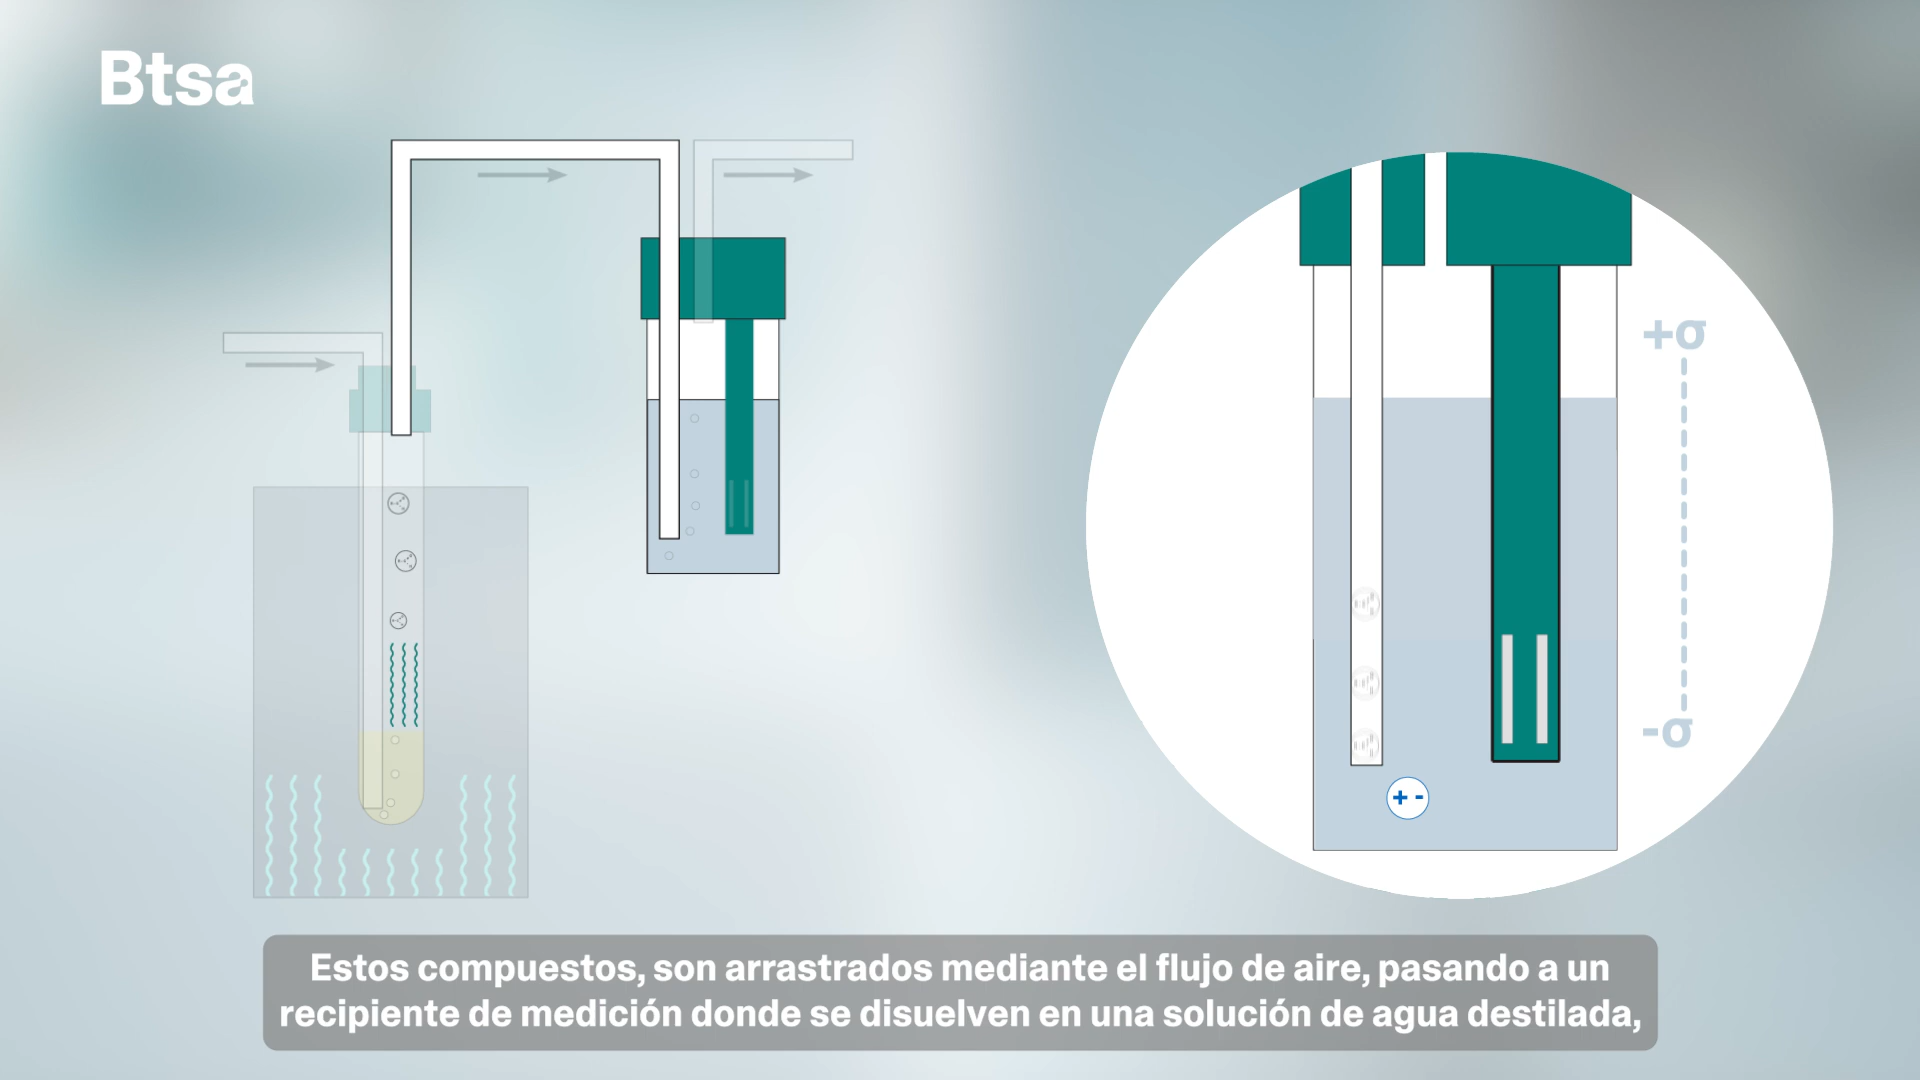 Btsa
+σ
-σ
+ -
Estos compuestos, son arrastrados mediante el flujo de aire, pasando a un
recipiente de medición donde se disuelven en una solución de agua destilada,